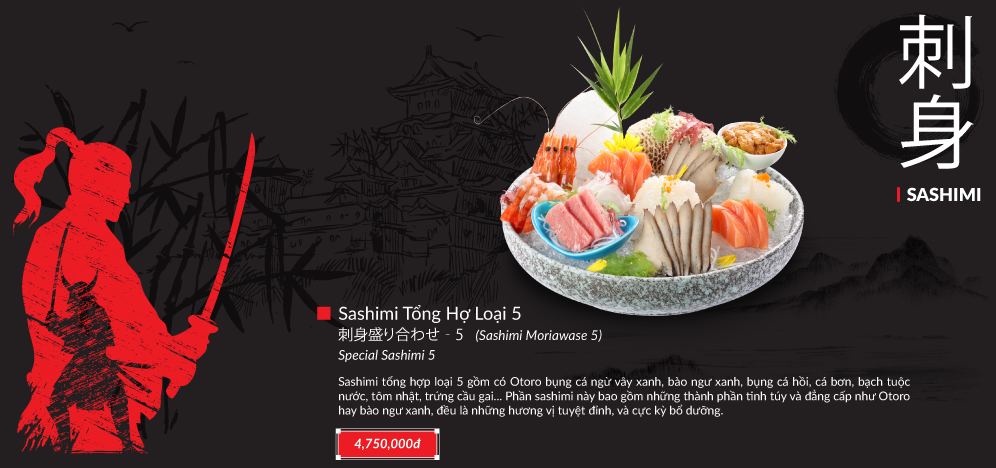 刺身
SASHIMI
Sashimi Tổng Hợ Loại 5
刺身盛り合わせ - 5 (Sashimi Moriawase 5)
Special Sashimi 5
Sashimi tổng hợp loại 5 gồm có Otoro bụng cá ngừ vây xanh, bào ngư xanh, bụng cá hồi, cá bơn, bạch tuộc
nước, tôm nhật, trứng cầu gai... Phần sashimi này bao gồm những thành phần tinh túy và đẳng cấp như Otoro
hay bào ngư xanh, đều là những hương vị tuyệt đỉnh, và cực kỳ bổ dưỡng.
4,750,000đ